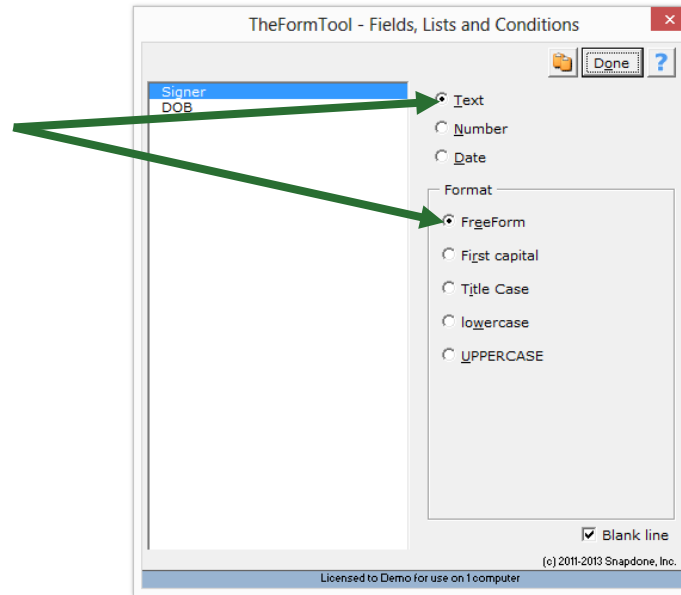 TheFormTool - Fields, Lists and Conditions
×
Done ?
Signer
DOB
Text
Number
Date
Format
FreeForm
First capital
Title Case
lowercase
UPPERCASE
Blank line
(c) 2011-2013 Snapdone, Inc.
Licensed to Demo for use on 1 computer